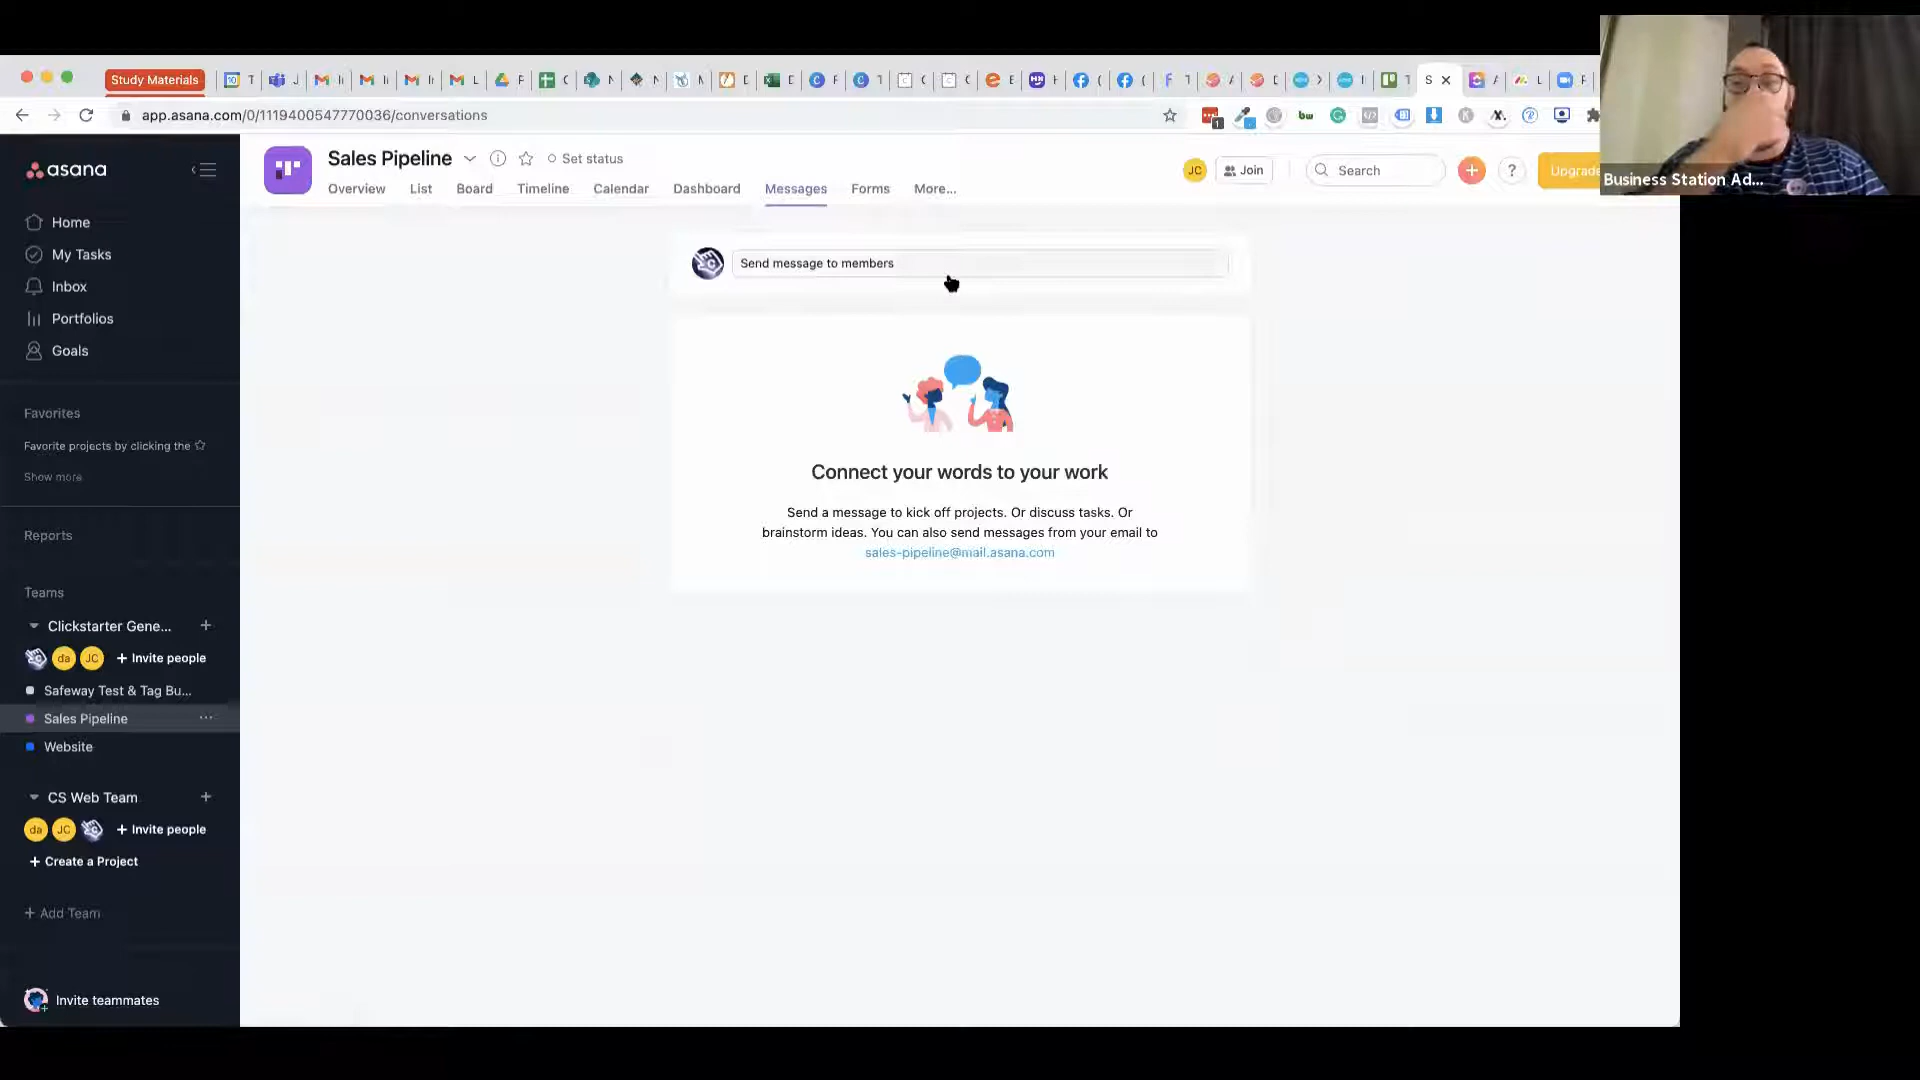 Study Materials
app.asana.com/0/1119400547770036/conversations
asana
Home
My Tasks
Inbox
Portfolios
Goals
Favorites
Favorite projects by clicking the
Show more
Reports
Teams
Clickstarter Gene...
da JC + Invite people
Safeway Test & Tag Bu...
Sales Pipeline
Website
CS Web Team
da JC + Invite people
+ Create a Project
+ Add Team
Invite teammates
Sales Pipeline
Set status
Overview List Board Timeline Calendar Dashboard Messages Forms More...
JC Join
Search
?
Upgrade
Business Station Ad...
Send message to members
Connect your words to your work
Send a message to kick off projects. Or discuss tasks. Or
brainstorm ideas. You can also send messages from your email to
sales-pipeline@mail.asana.com